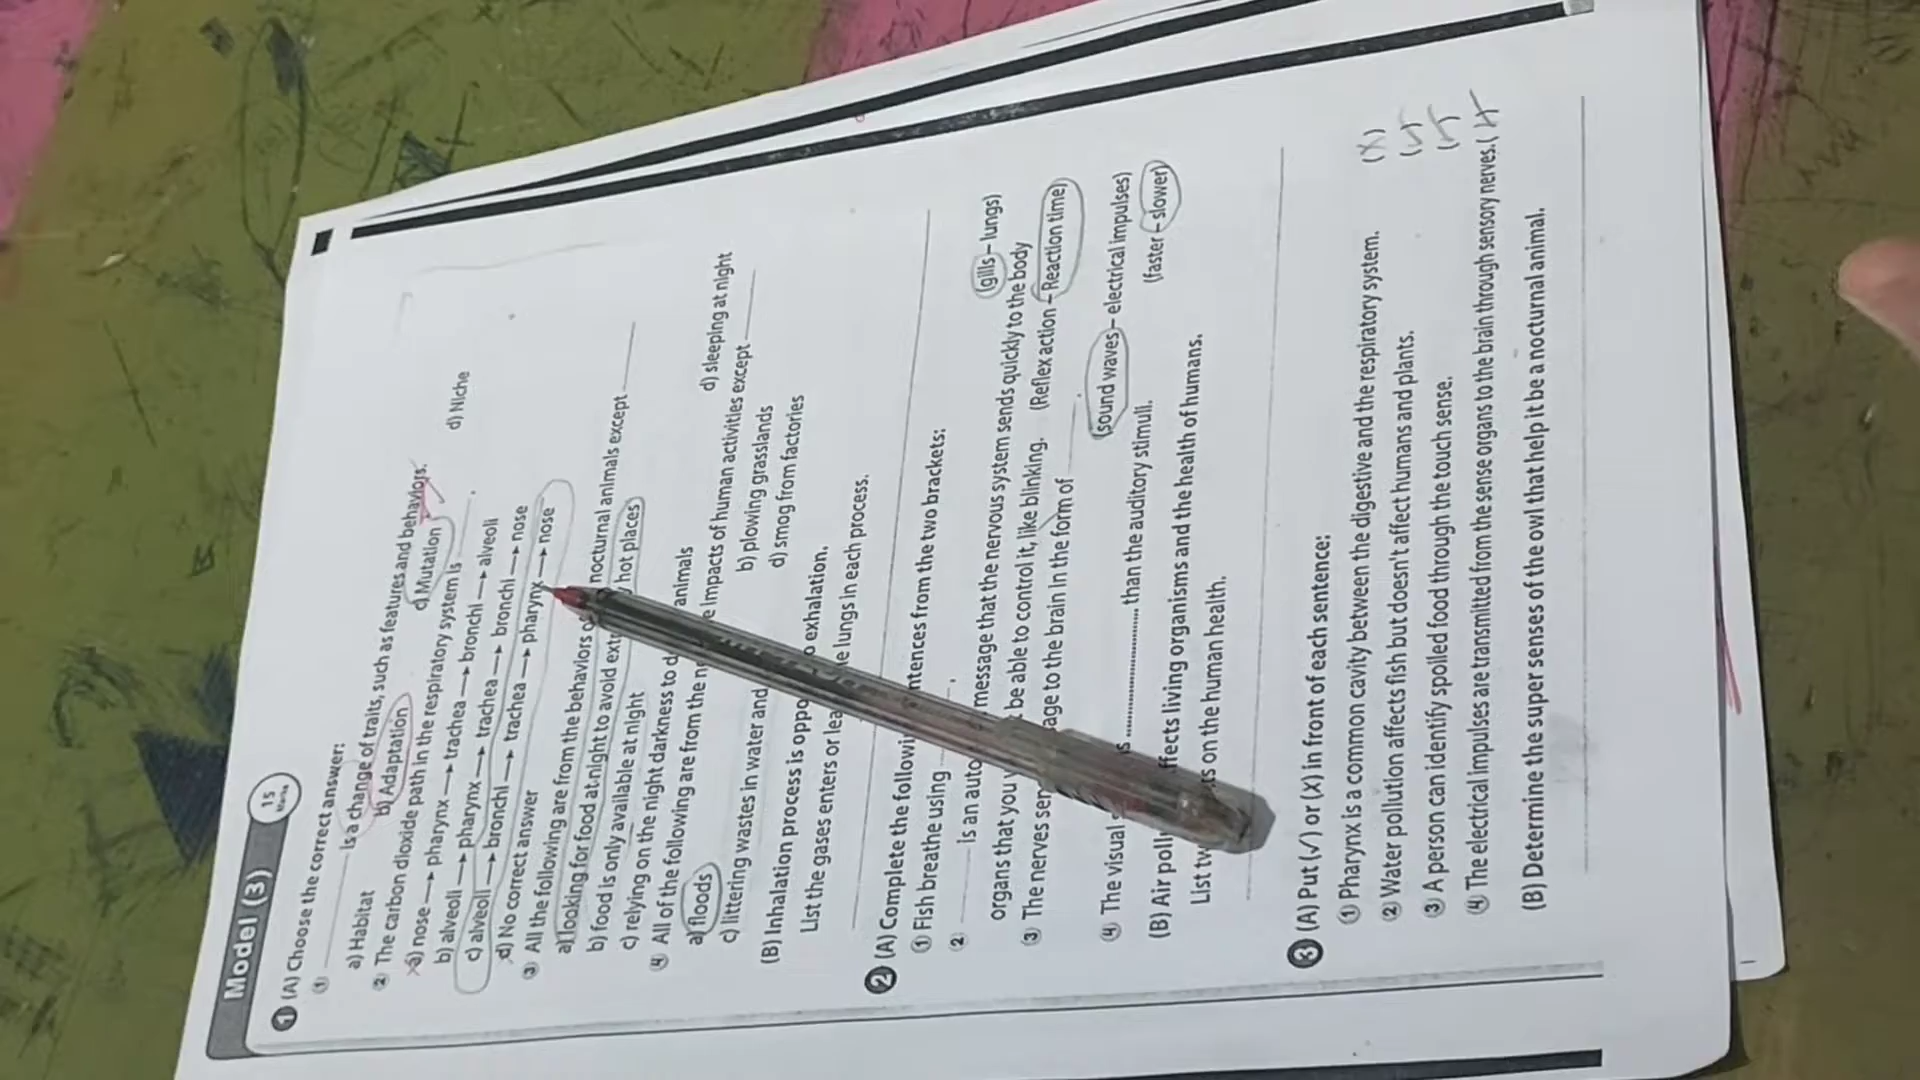 Model (3)
15
Marks
1 (A) Choose the correct answer:
① ________ is a change of traits, such as features and behaviors.
a) Habitat b) Adaptation c) Mutation d) Niche
② The carbon dioxide path in the respiratory system is ________.
a) nose → pharynx → trachea → bronchi → alveoli
b) alveoli → pharynx → trachea → bronchi → nose
c) alveoli → bronchi → trachea → pharynx → nose
d) No correct answer
③ All the following are from the behaviors nocturnal animals except ________
a) looking for food at night to avoid hot places
b) food is only available at night
c) relying on the night darkness to animals
d) sleeping at night
④ All of the following are from the impacts of human activities except ________
a) floods b) plowing grasslands
c) littering wastes in water and d) smog from factories
(B) Inhalation process is exhalation.
List the gases enters or lungs in each process.
2 (A) Complete the sentences from the two brackets:
① Fish breathe using ________. (gills – lungs)
② ________ is an message that the nervous system sends quickly to the body
organs that you be able to control it, like blinking. (Reflex action – Reaction time)
③ The nerves to the brain in the form of ________. (sound waves – electrical impulses)
④ The visual is ............ than the auditory stimuli. (faster – slower)
(B) Air living organisms and the health of humans.
List on the human health.
3 (A) Put (✓) or (X) in front of each sentence:
① Pharynx is a common cavity between the digestive and the respiratory system. (X)
② Water pollution affects fish but doesn't affect humans and plants. (✓)
③ A person can identify spoiled food through the touch sense. (✓)
④ The electrical impulses are transmitted from the sense organs to the brain through sensory nerves. (
(B) Determine the super senses of the owl that help it be a nocturnal animal.